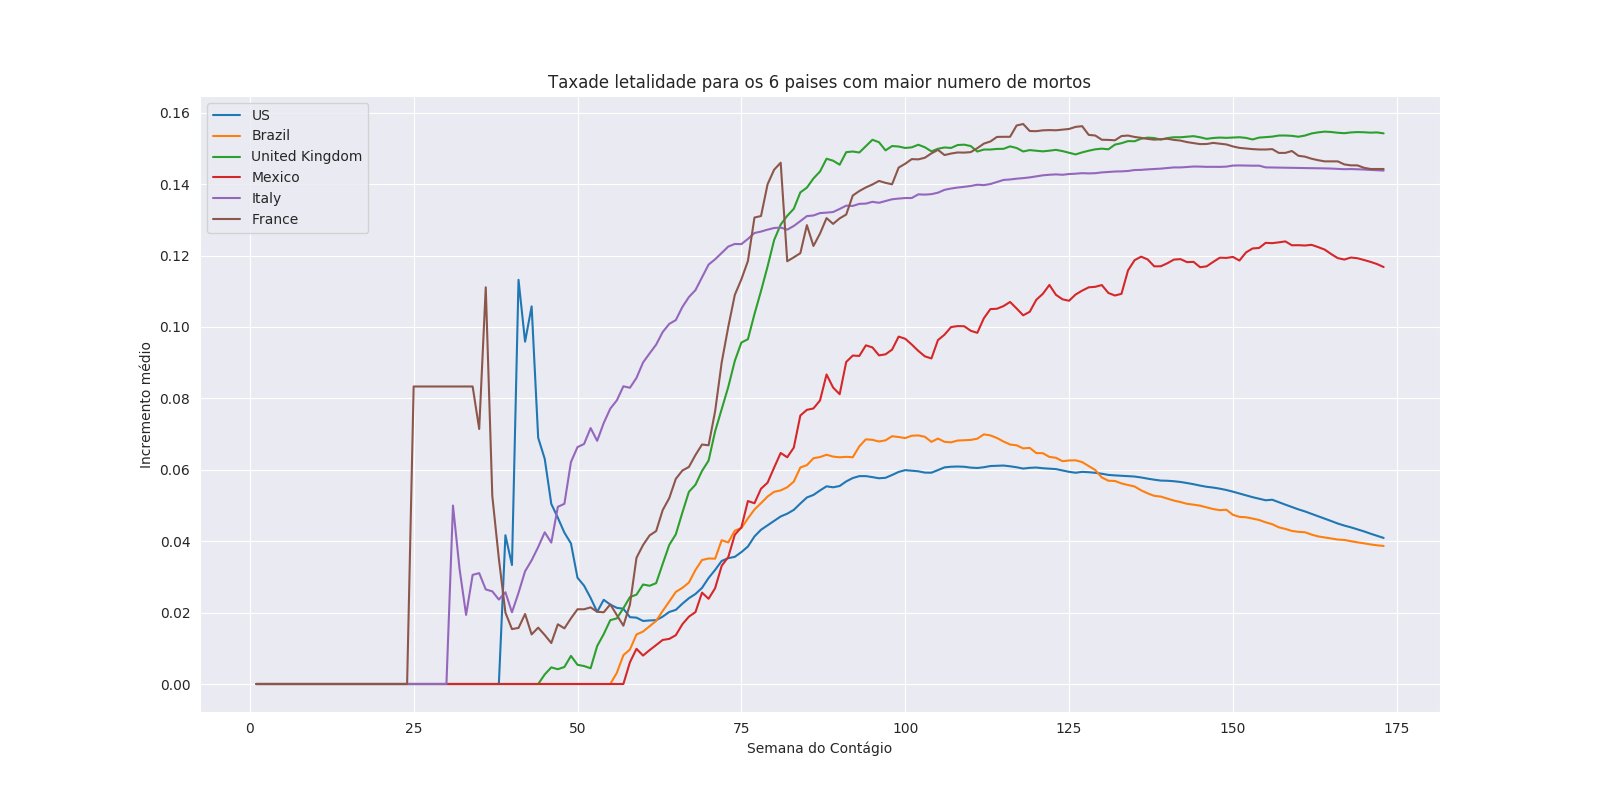 Taxade letalidade para os 6 paises com maior numero de mortos
US
Brazil
United Kingdom
Mexico
Italy
France
Incremento médio
0.16
0.14
0.12
0.10
0.08
0.06
0.04
0.02
0.00
0 25 50 75 100 125 150 175
Semana do Contágio